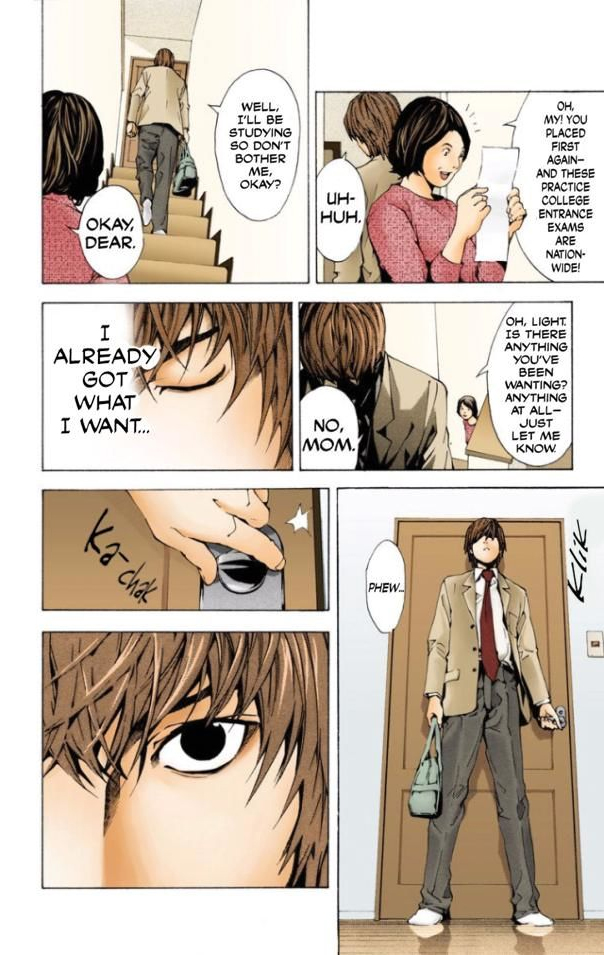 OH,
MY! YOU
PLACED
FIRST
AGAIN—
AND THESE
PRACTICE
COLLEGE
ENTRANCE
EXAMS
ARE
NATION-
WIDE!
UH-
HUH.
WELL,
I'LL BE
STUDYING
SO DON'T
BOTHER
ME,
OKAY?
OKAY,
DEAR.
OH, LIGHT.
IS THERE
ANYTHING
YOU'VE
BEEN
WANTING?
ANYTHING
AT ALL—
JUST
LET ME
KNOW.
NO,
MOM.
I
ALREADY
GOT
WHAT
I WANT...
KLIK
PHEW...
Ka-chak